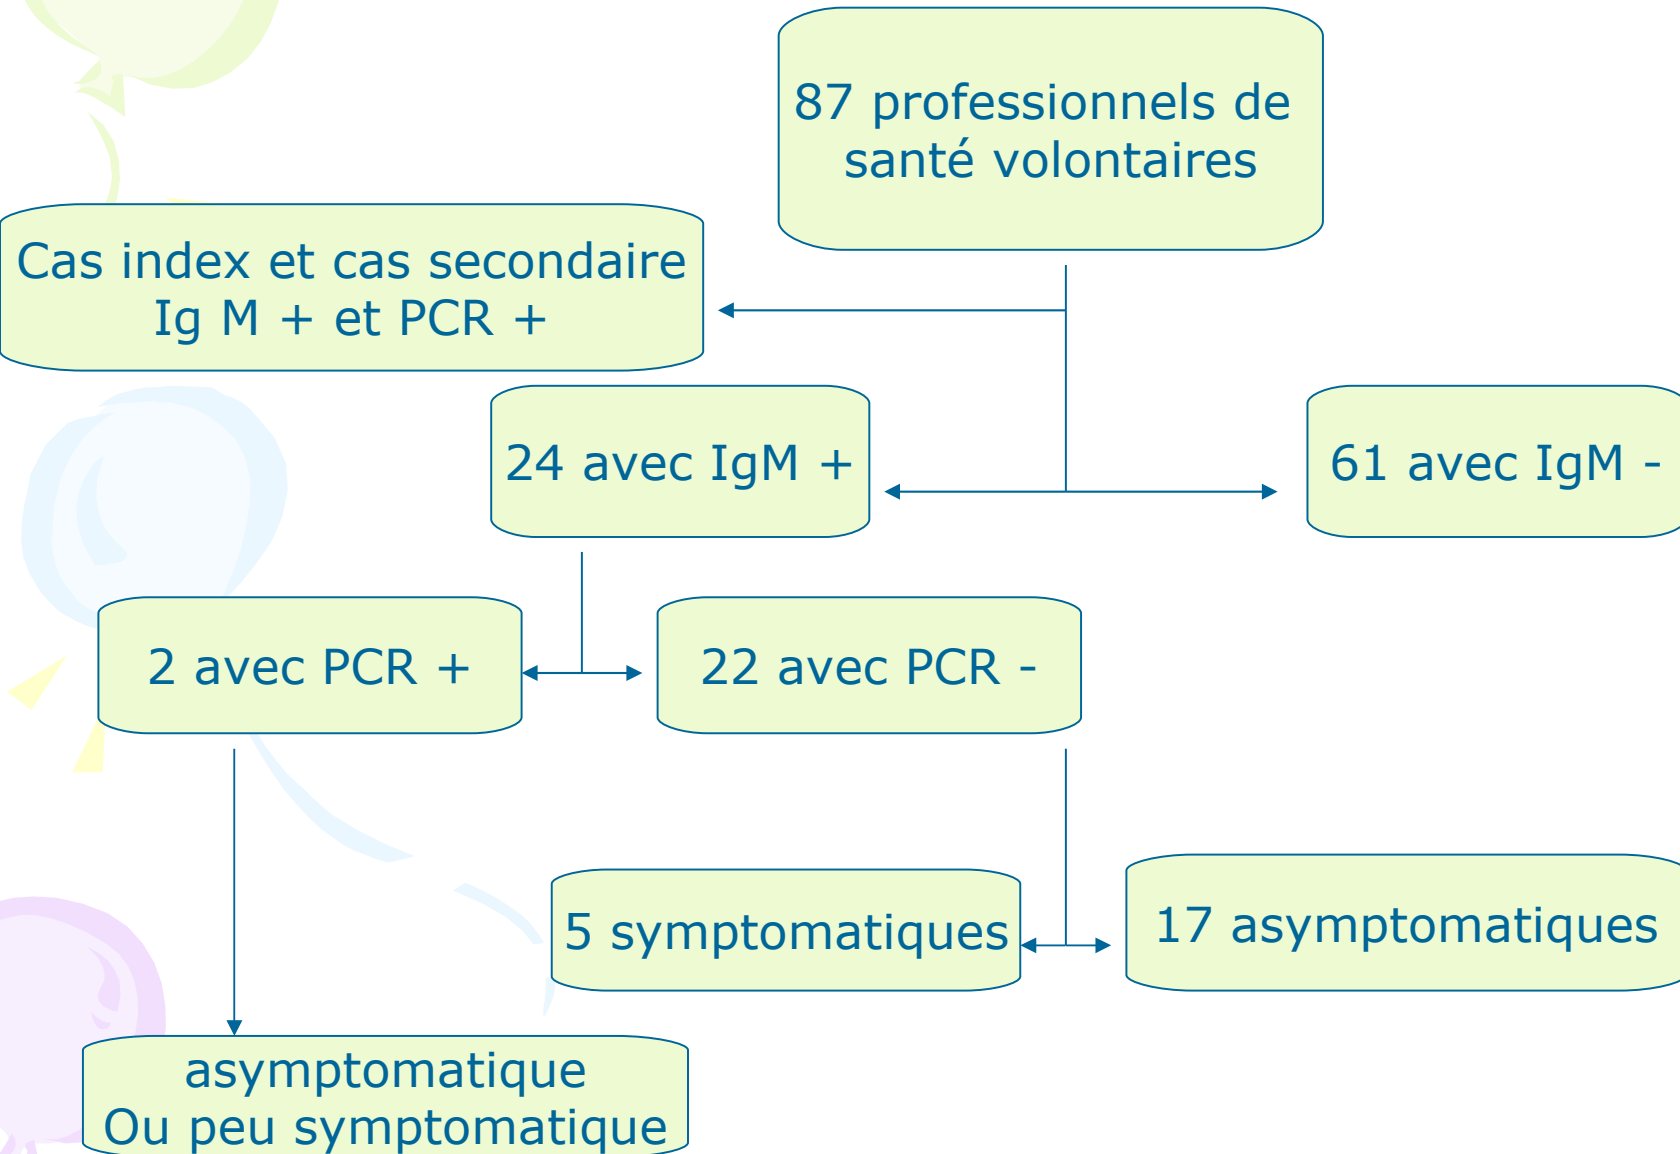 87 professionnels de
santé volontaires
Cas index et cas secondaire
Ig M + et PCR +
24 avec IgM +
61 avec IgM -
2 avec PCR +
22 avec PCR -
5 symptomatiques
17 asymptomatiques
asymptomatique
Ou peu symptomatique